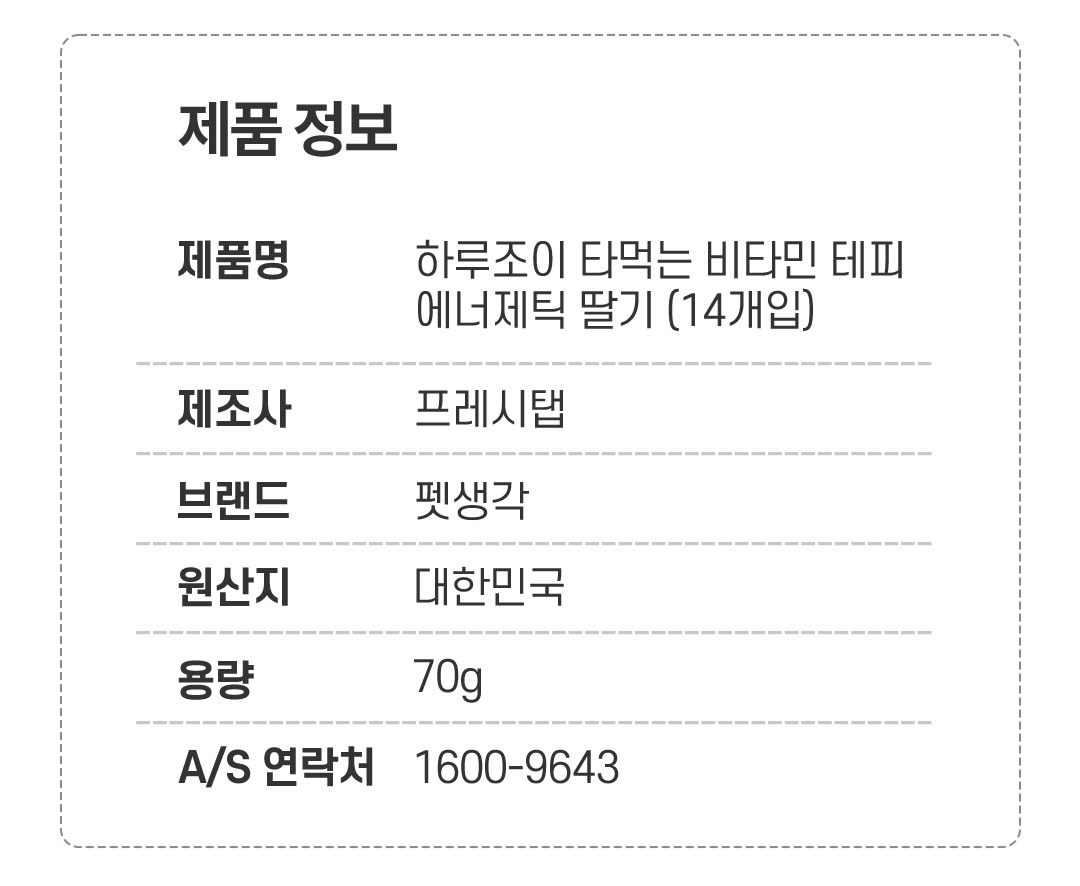 제품 정보
제품명 하루조이 타먹는 비타민 테피
에너제틱 딸기 (14개입)
제조사 프레시탭
브랜드 펫생각
원산지 대한민국
용량 70g
A/S 연락처 1600-9643